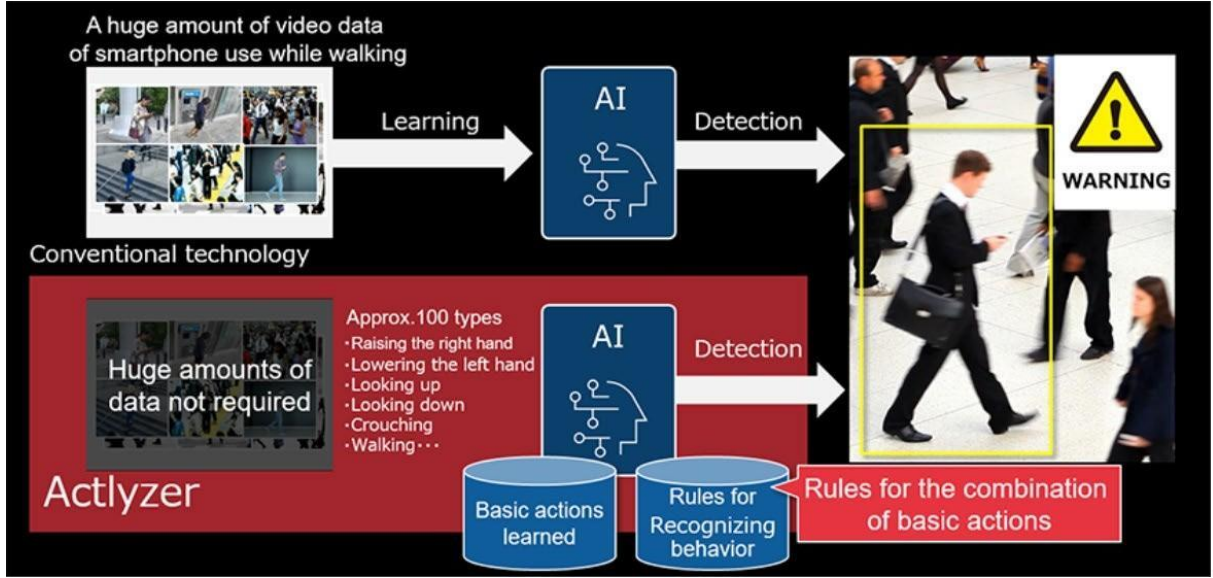 A huge amount of video data
of smartphone use while walking
Learning
AI
Detection
WARNING
Conventional technology
Huge amounts of
data not required
Approx.100 types
・Raising the right hand
・Lowering the left hand
・Looking up
・Looking down
・Crouching
・Walking･･･
AI
Detection
Actlyzer
Basic actions
learned
Rules for
Recognizing
behavior
Rules for the combination
of basic actions